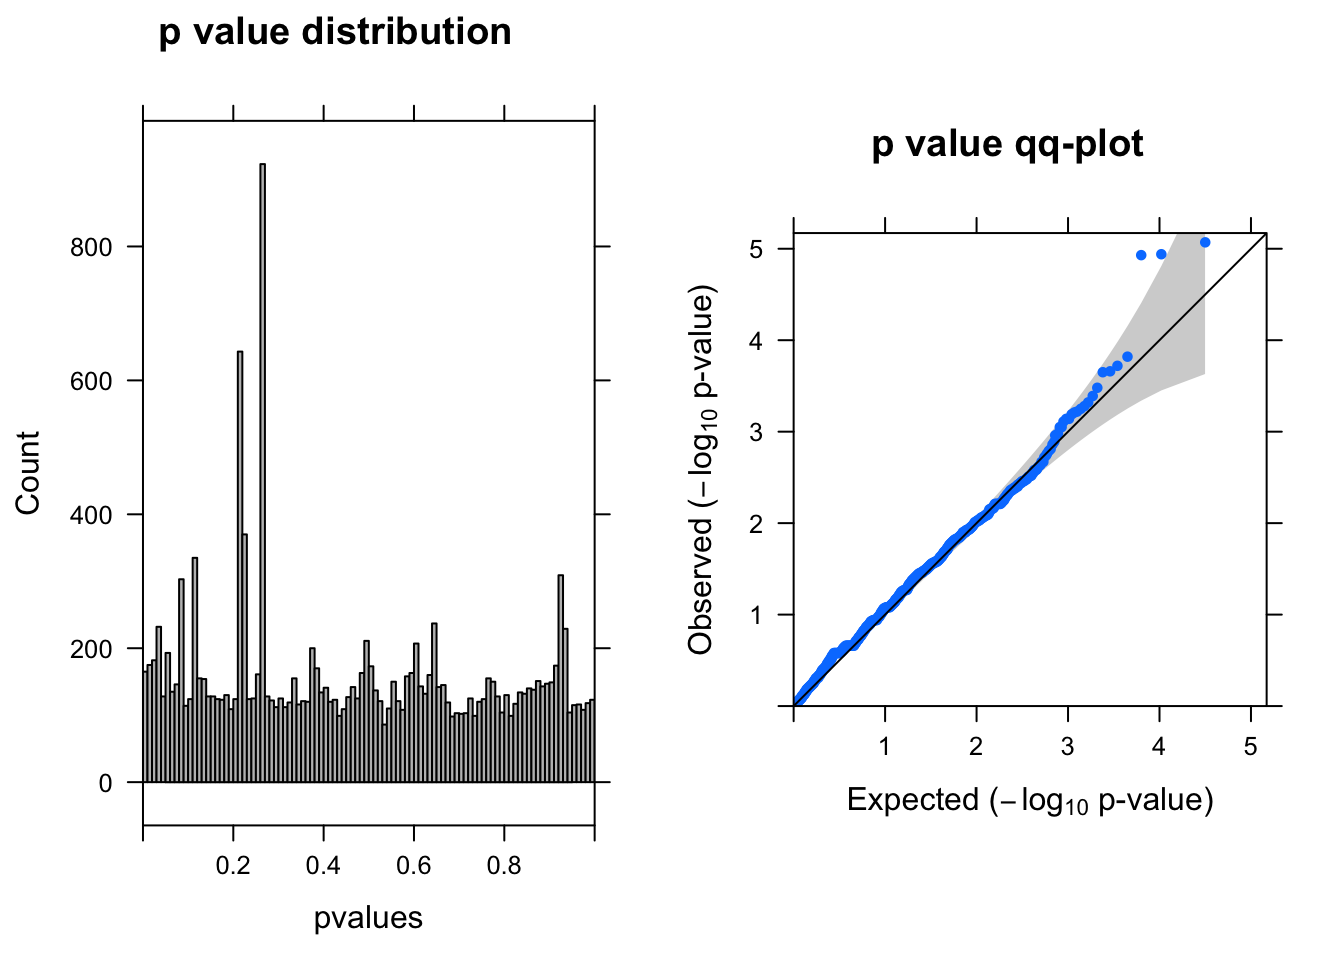 p value distribution
Count
800
600
400
200
0
0.2 0.4 0.6 0.8
pvalues
p value qq-plot
Observed (−log10 p-value)
5
4
3
2
1
1 2 3 4 5
Expected (−log10 p-value)